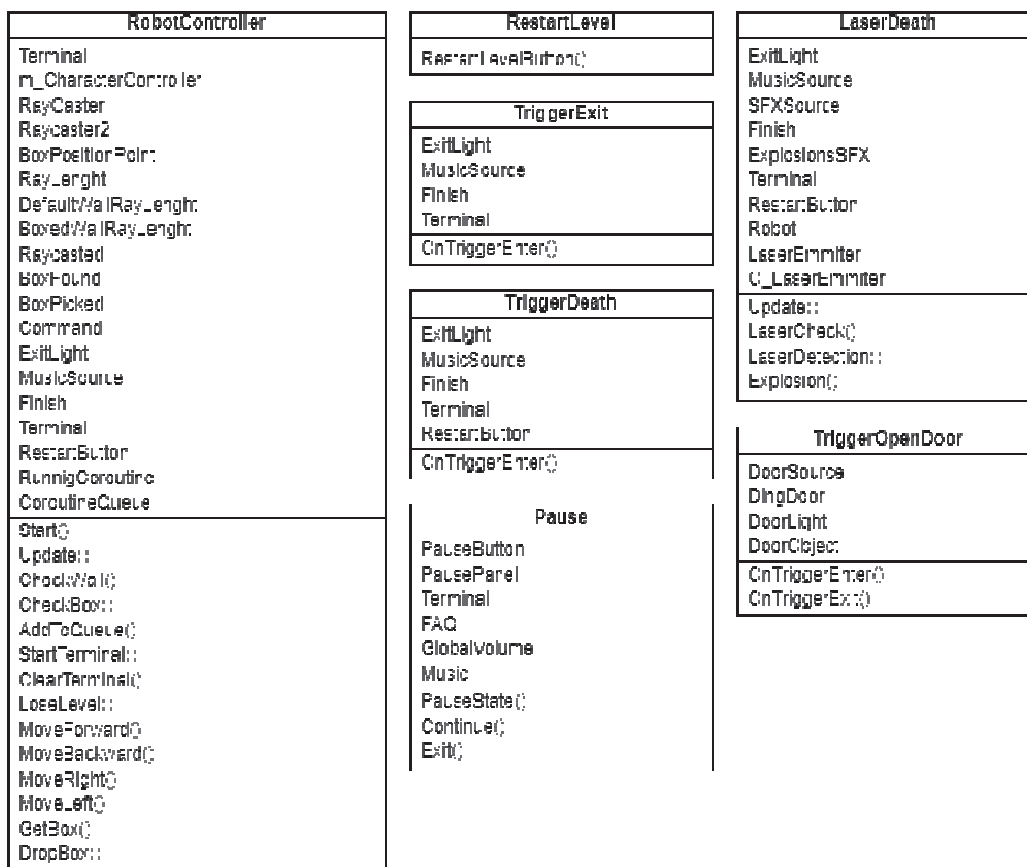 RobotController
Terminal
m_CharacterController
RayCaster
Raycaster2
BoxPositionPoint
RayLenght
DefaultWallRayLenght
BoxedWallRayLenght
Raycasted
BoxFound
BoxPicked
Command
ExitLight
MusicSource
Finish
Terminal
RestartButton
RunnigCoroutine
CoroutineQueue
Start()
Update()
CheckWall()
CheckBox()
AddToQueue()
StartTerminal()
ClearTerminal()
LoseLevel()
MoveForward()
MoveBackward()
MoveRight()
MoveLeft()
GetBox()
DropBox()
RestartLevel
RestartLevelButton()
TriggerExit
ExitLight
MusicSource
Finish
Terminal
OnTriggerEnter()
TriggerDeath
ExitLight
MusicSource
Finish
Terminal
RestartButton
OnTriggerEnter()
Pause
PauseButton
PausePanel
Terminal
FAQ
GlobalVolume
Music
PauseState()
Continue()
Exit()
LaserDeath
ExitLight
MusicSource
SFXSource
Finish
ExplosionsSFX
Terminal
RestartButton
Robot
LaserEmmiter
C_LaserEmmiter
Update()
LaserCheck()
LaserDetection()
Explosion()
TriggerOpenDoor
DoorSource
DingDoor
DoorLight
DoorObject
OnTriggerEnter()
OnTriggerExit()